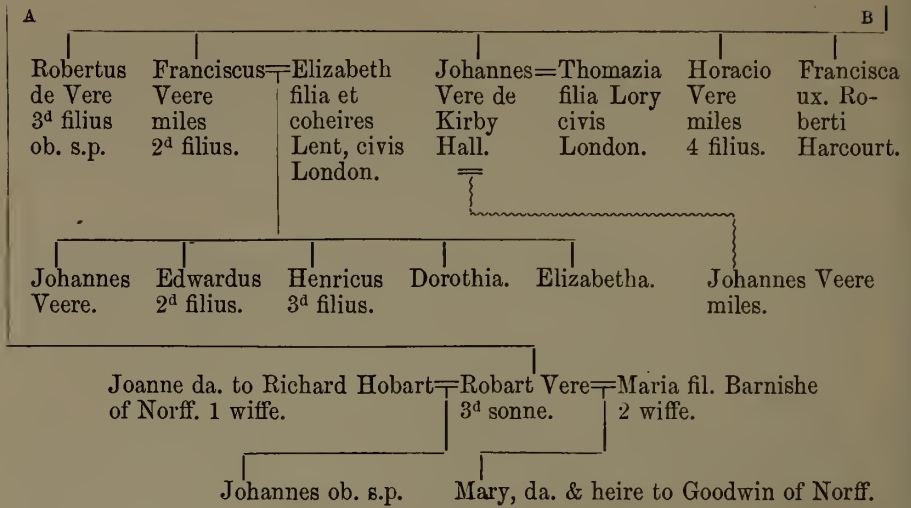 A
B
Robertus
de Vere
3d filius
ob. s.p.
Franciscus
Veere
miles
2d filius.
Elizabeth
filia et
coheires
Lent, civis
London.
Johannes
Vere de
Kirby
Hall.
Thomazia
filia Lory
civis
London.
Horacio
Vere
miles
4 filius.
Francisca
ux. Ro-
berti
Harcourt.
Johannes
Veere.
Edwardus
2d filius.
Henricus
3d filius.
Dorothia.
Elizabetha.
Johannes Veere
miles.
Joanne da. to Richard Hobart
of Norff. 1 wiffe.
Robart Vere
3d sonne.
Maria fil. Barnishe
2 wiffe.
Johannes ob. s.p.
Mary, da. & heire to Goodwin of Norff.